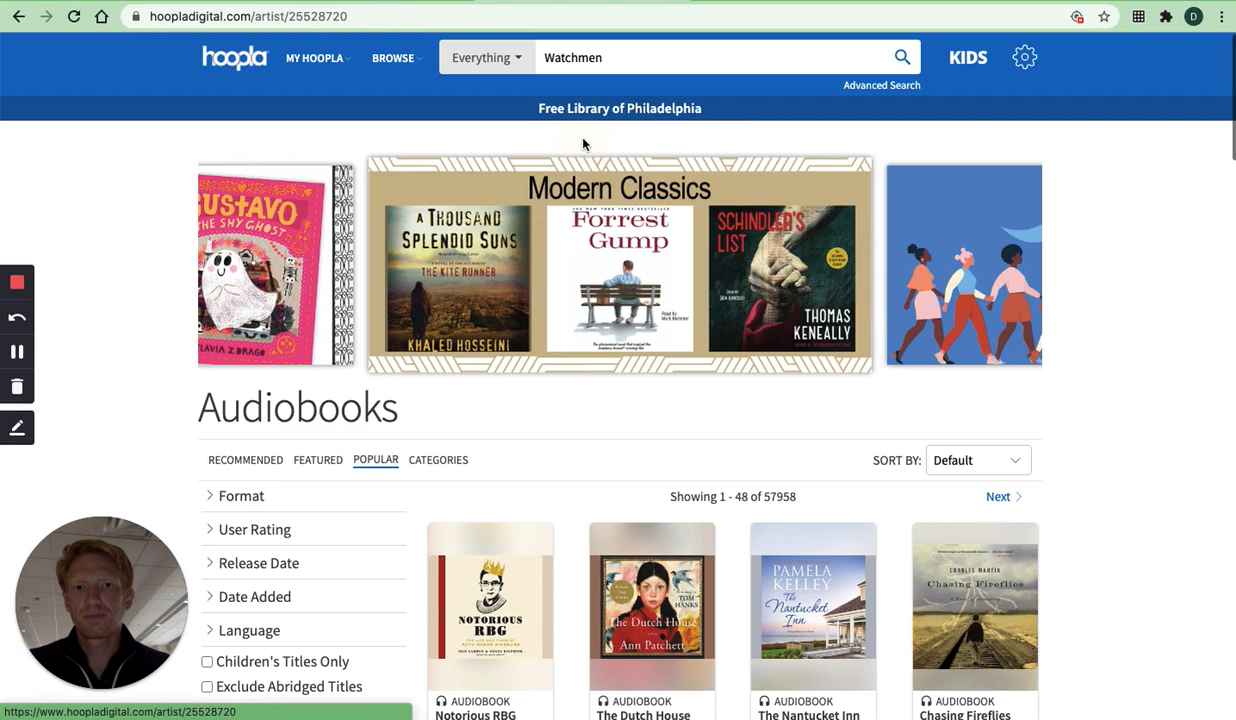 hoopladigital.com/artist/25528720
D
hoopla
MY HOOPLA
BROWSE
Everything
Watchmen
KIDS
Advanced Search
Free Library of Philadelphia
GUSTAVO
THE SHY GHOST
FLAVIA Z. DRAGO
Modern Classics
A THOUSAND
SPLENDID SUNS
THE KITE RUNNER
KHALED HOSSEINI
Forrest
Gump
SCHINDLER'S
LIST
THOMAS
KENEALLY
Audiobooks
RECOMMENDED
FEATURED
POPULAR
CATEGORIES
SORT BY:
Default
Format
User Rating
Release Date
Date Added
Language
Children's Titles Only
Exclude Abridged Titles
Showing 1 - 48 of 57958
Next
NOTORIOUS
RBG
TOM
HANKS
The Dutch House
Ann Patchett
PAMELA
KELLEY
The
Nantucket
Inn
CHARLES MARTIN
Chasing Fireflies
AUDIOBOOK
Notorious RBG
AUDIOBOOK
The Dutch House
AUDIOBOOK
The Nantucket Inn
AUDIOBOOK
Chasing Fireflies
https://www.hoopladigital.com/artist/25528720